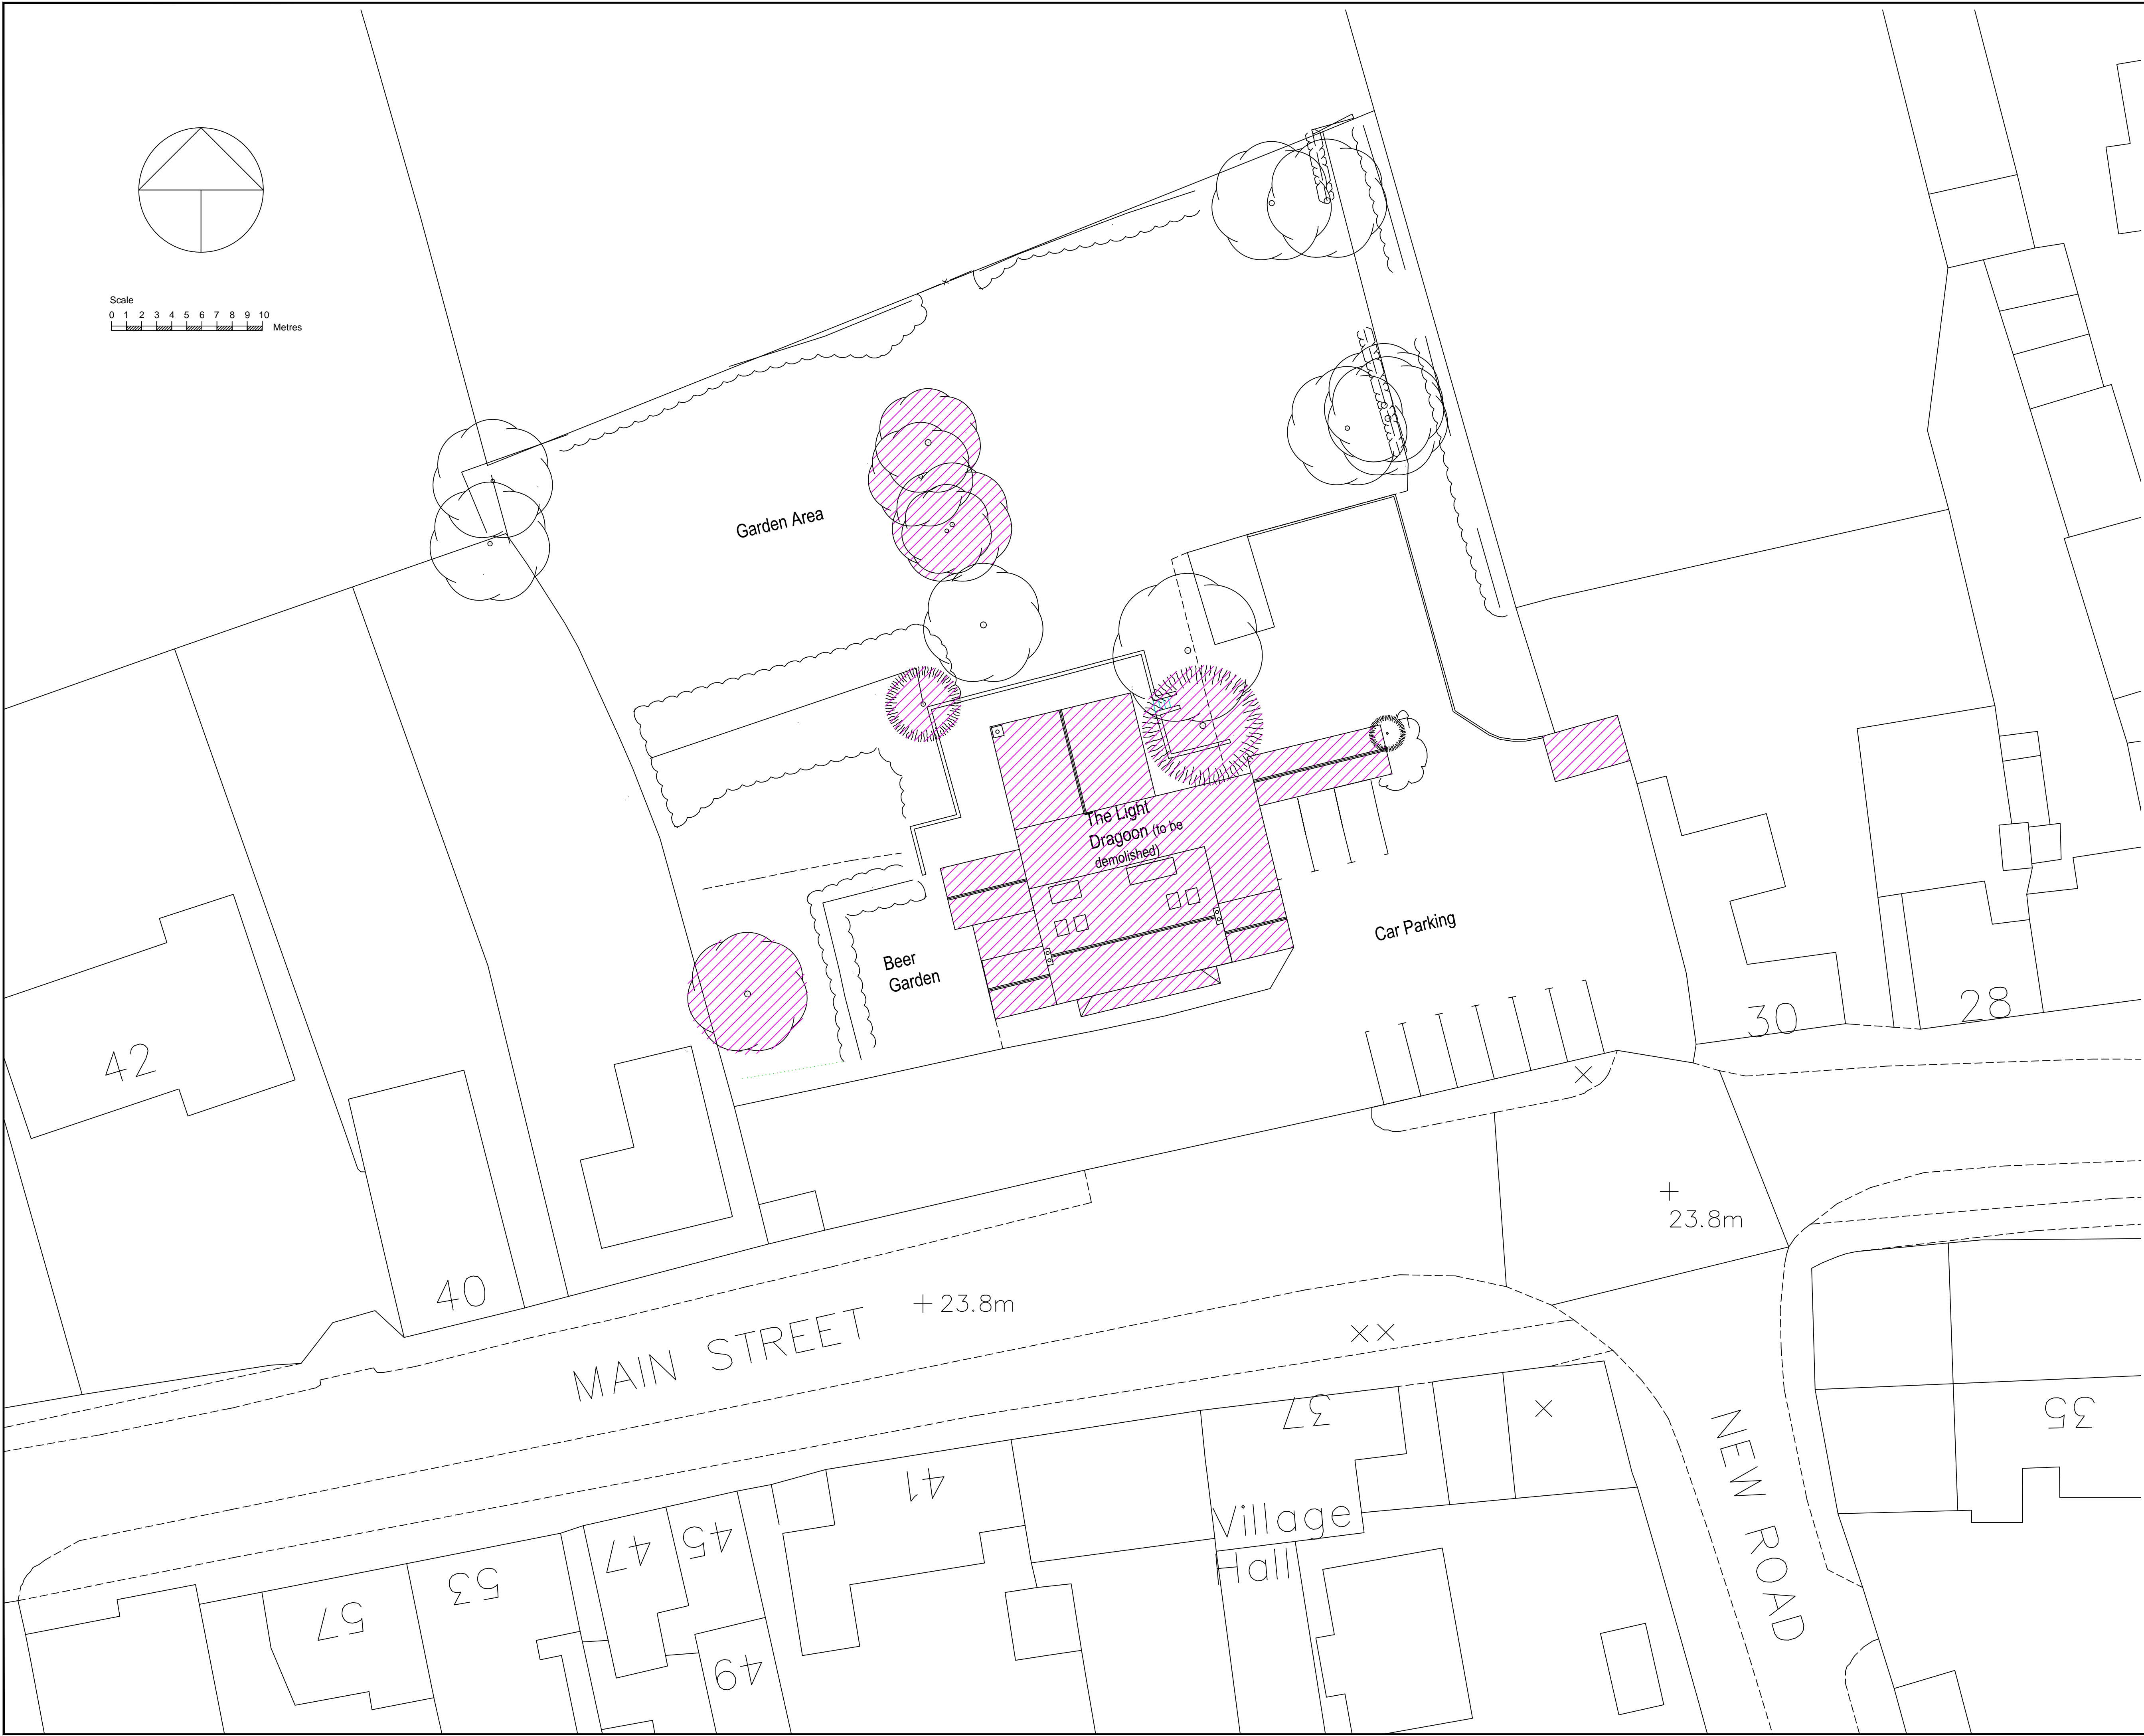 Scale
0 1 2 3 4 5 6 7 8 9 10
Metres
Garden Area
The Light
Dragoon (to be
demolished)
Car Parking
Beer
Garden
42
40
30
28
23.8m
23.8m
MAIN STREET
NEW ROAD
37
35
41
Village
Hall
45
47
49
53
57